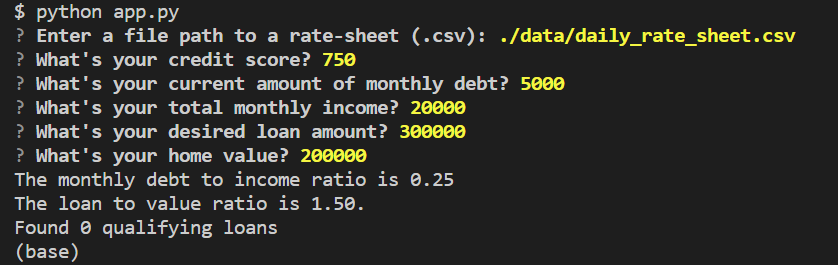 $ python app.py
? Enter a file path to a rate-sheet (.csv): ./data/daily_rate_sheet.csv
? What's your credit score? 750
? What's your current amount of monthly debt? 5000
? What's your total monthly income? 20000
? What's your desired loan amount? 300000
? What's your home value? 200000
The monthly debt to income ratio is 0.25
The loan to value ratio is 1.50.
Found 0 qualifying loans
(base)